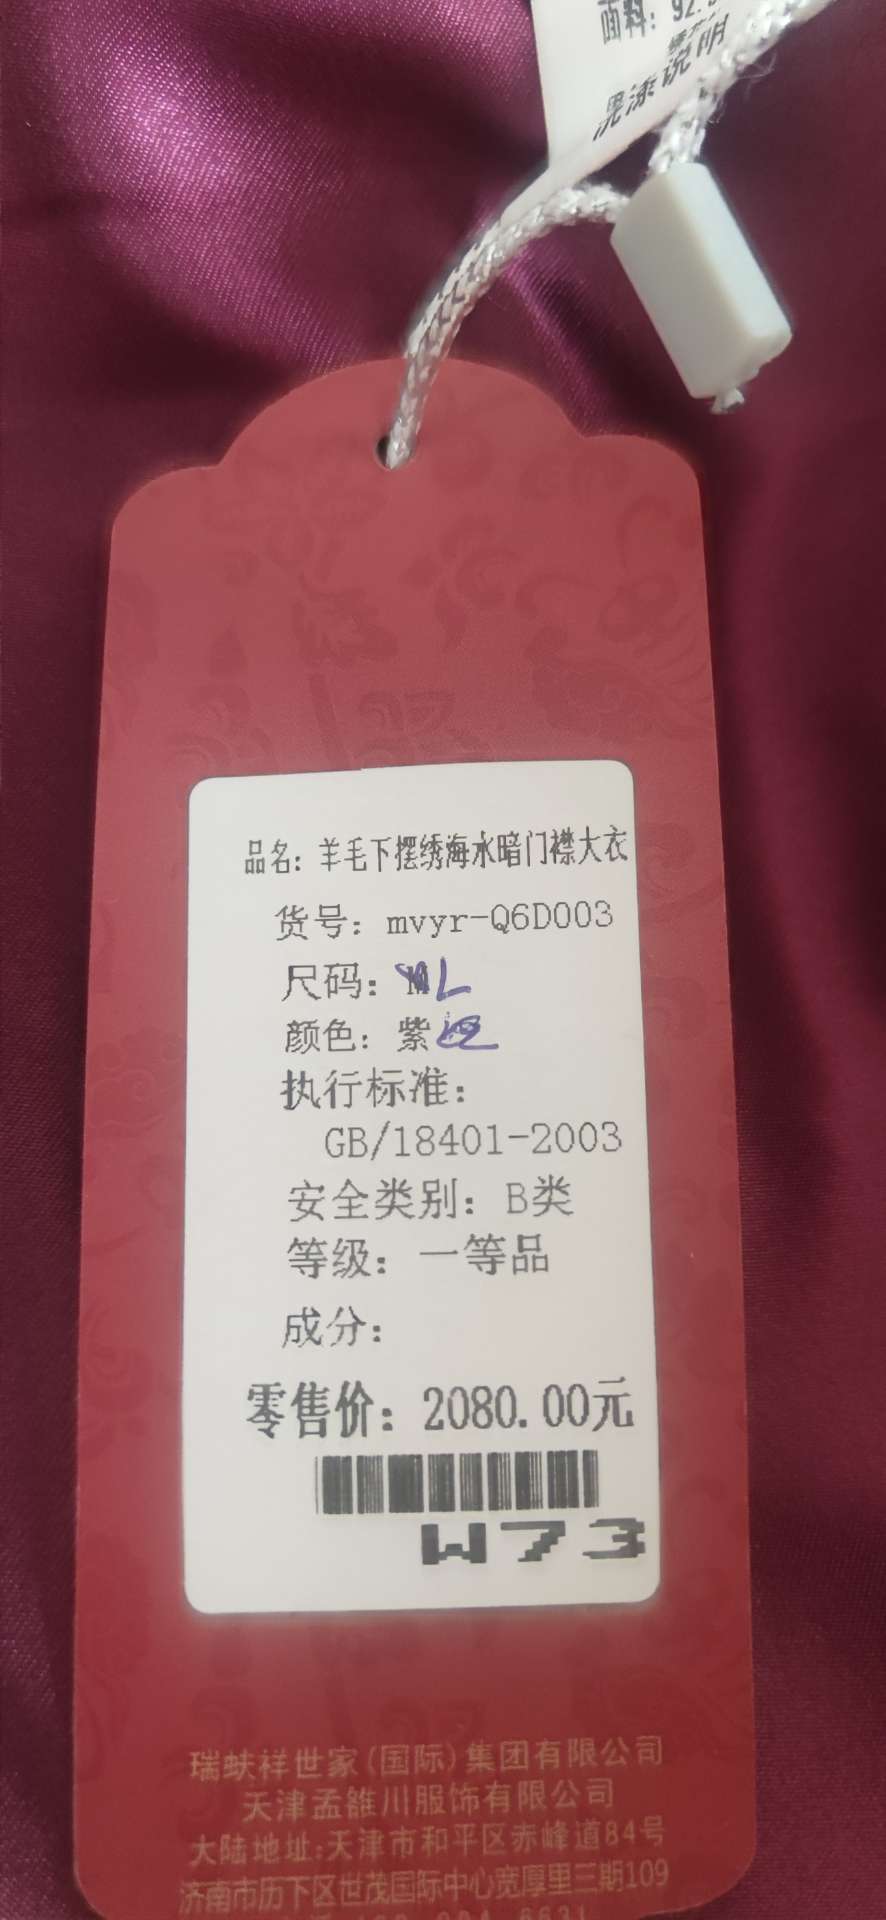 面料: 92.
洗涤说明
品名: 羊毛下摆绣海水暗门襟大衣
货号: mvyr-Q6D003
尺码: L
颜色: 紫红
执行标准:
GB/18401-2003
安全类别: B类
等级: 一等品
成分:
零售价: 2080.00元
W73
瑞蚨祥世家(国际)集团有限公司
天津孟雒川服饰有限公司
大陆地址:天津市和平区赤峰道84号
济南市历下区世茂国际中心宽厚里三期109